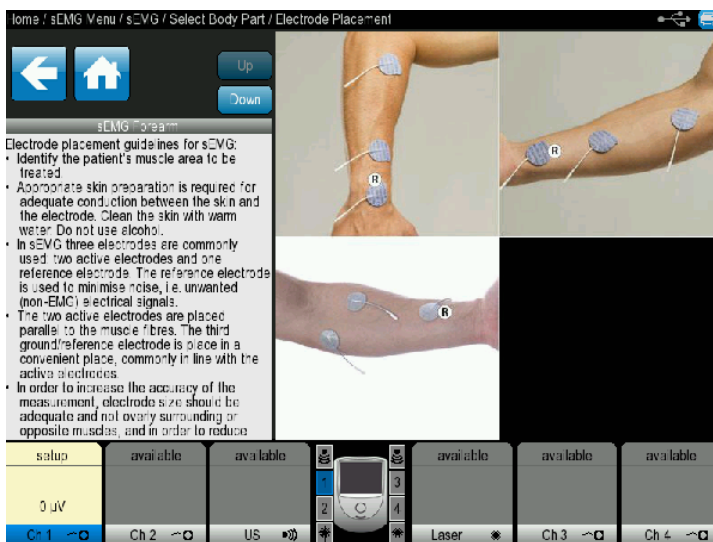 Home / sEMG Menu / sEMG / Select Body Part / Electrode Placement
Up
Down
sEMG Forearm
Electrode placement guidelines for sEMG:
• Identify the patient's muscle area to be
treated
• Appropriate skin preparation is required for
adequate conduction between the skin and
the electrode. Clean the skin with warm
water. Do not use alcohol.
• In sEMG three electrodes are commonly
used: two active electrodes and one
reference electrode. The reference electrode
is used to minimise noise, i.e. unwanted
(non-EMG) electrical signals.
• The two active electrodes are placed
parallel to the muscle fibres. The third
ground/reference electrode is place in a
convenient place, commonly in line with the
active electrodes.
• In order to increase the accuracy of the
measurement, electrode size should be
adequate and not overly surrounding or
opposite muscles, and in order to reduce
R
R
R
setup
available
available
available
available
available
1
3
2
4
0 µV
Ch 1
Ch 2
US
Laser
Ch 3
Ch 4